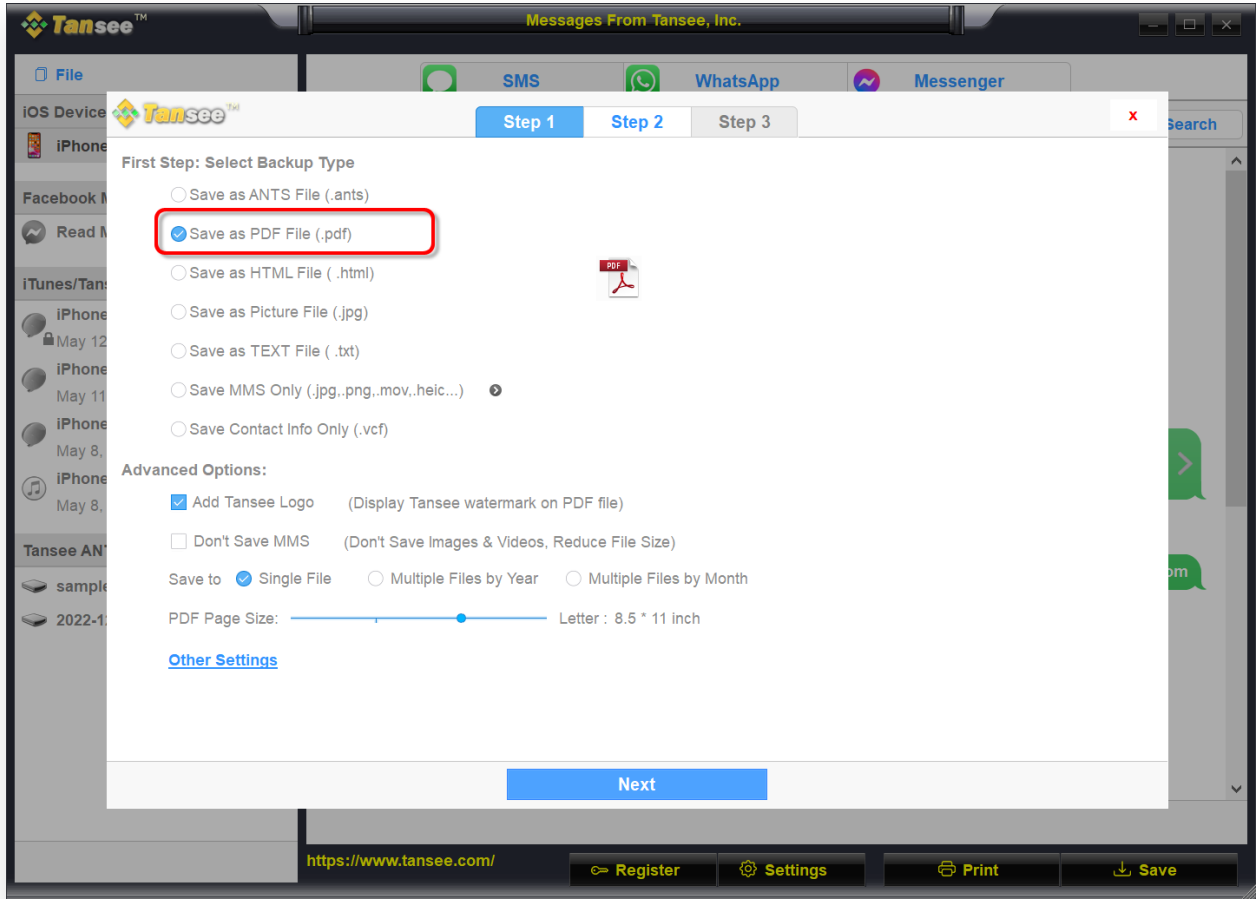 Tansee™
Messages From Tansee, Inc.
File
SMS
WhatsApp
Messenger
iOS Device
Tansee™
Step 1
Step 2
Step 3
x
Search
iPhone
First Step: Select Backup Type
Save as ANTS File (.ants)
Facebook
Save as PDF File (.pdf)
Read
PDF
Save as HTML File ( .html)
iTunes/Tan
iPhone
Save as Picture File (.jpg)
May 12
Save as TEXT File ( .txt)
iPhone
May 11
Save MMS Only (.jpg,.png,.mov,.heic...)
iPhone
Save Contact Info Only (.vcf)
May 8,
Advanced Options:
iPhone
May 8,
Add Tansee Logo (Display Tansee watermark on PDF file)
Don't Save MMS (Don't Save Images & Videos, Reduce File Size)
Tansee AN
om
Save to Single File Multiple Files by Year Multiple Files by Month
sample
PDF Page Size: Letter : 8.5 * 11 inch
2022-1
Other Settings
Next
https://www.tansee.com/
Register
Settings
Print
Save